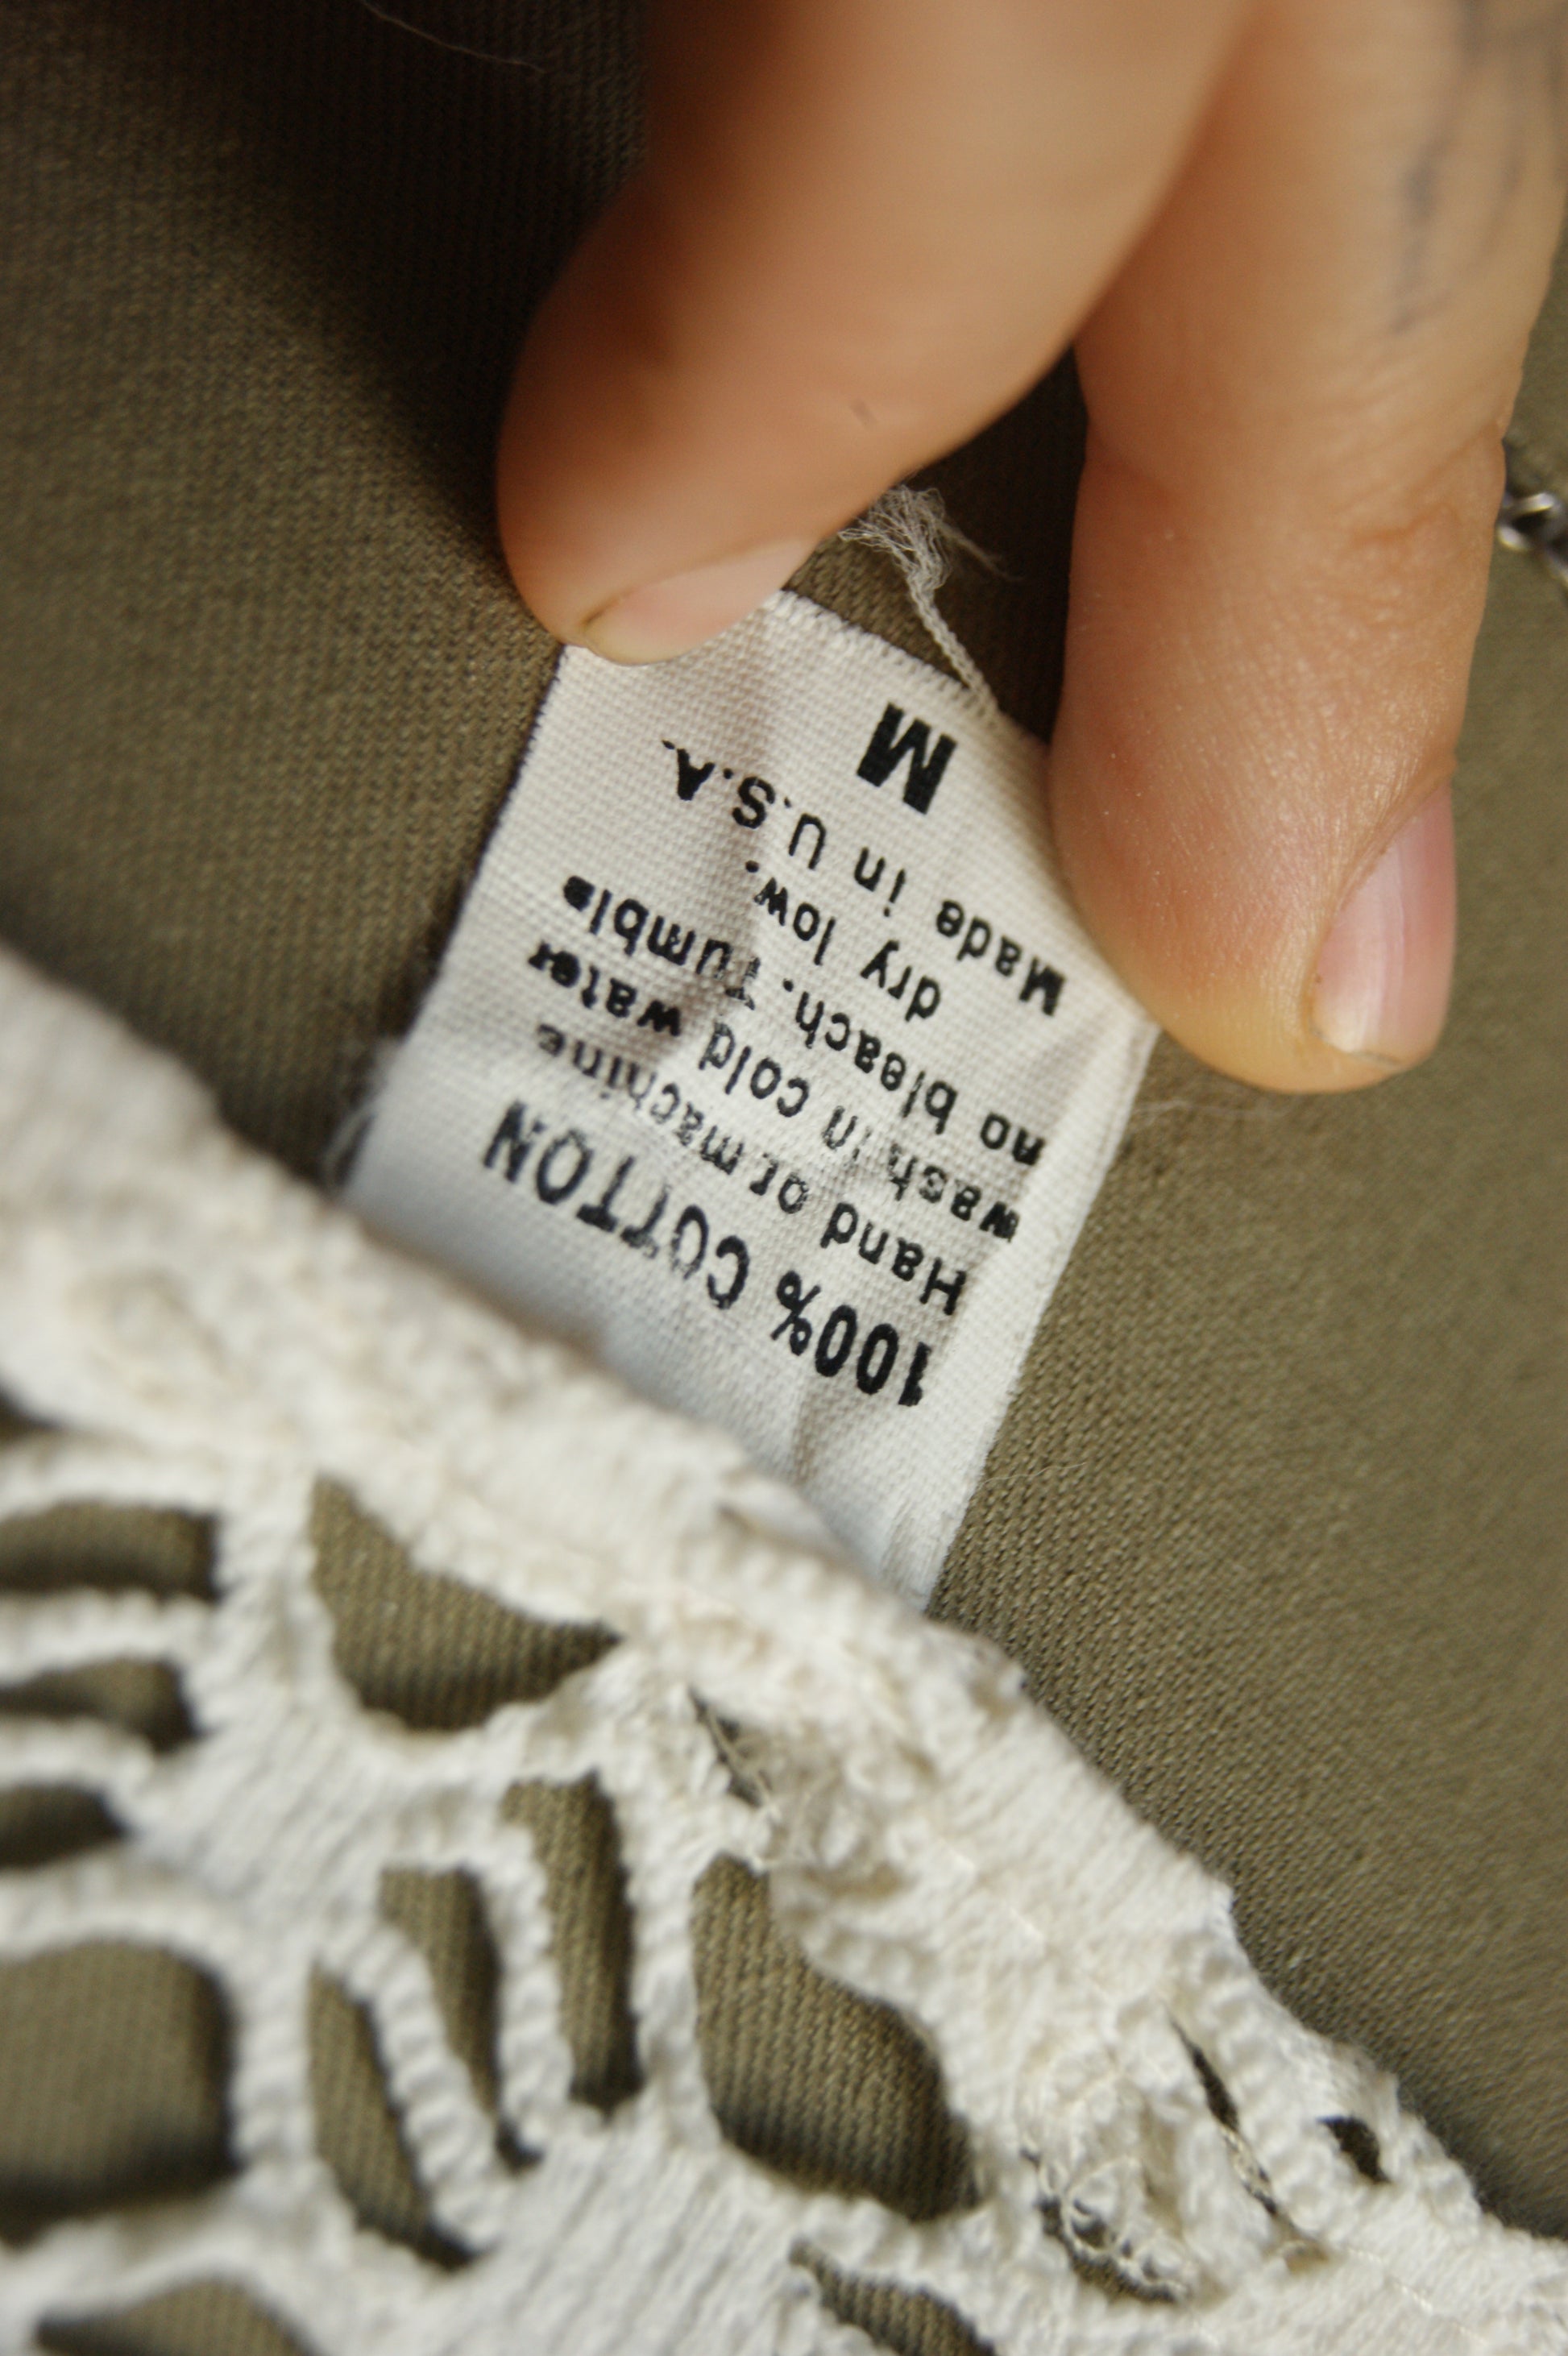 100% COTTON
Hand or machine
wash in cold water
no bleach. Tumble
dry low.
Made in U.S.A.
M